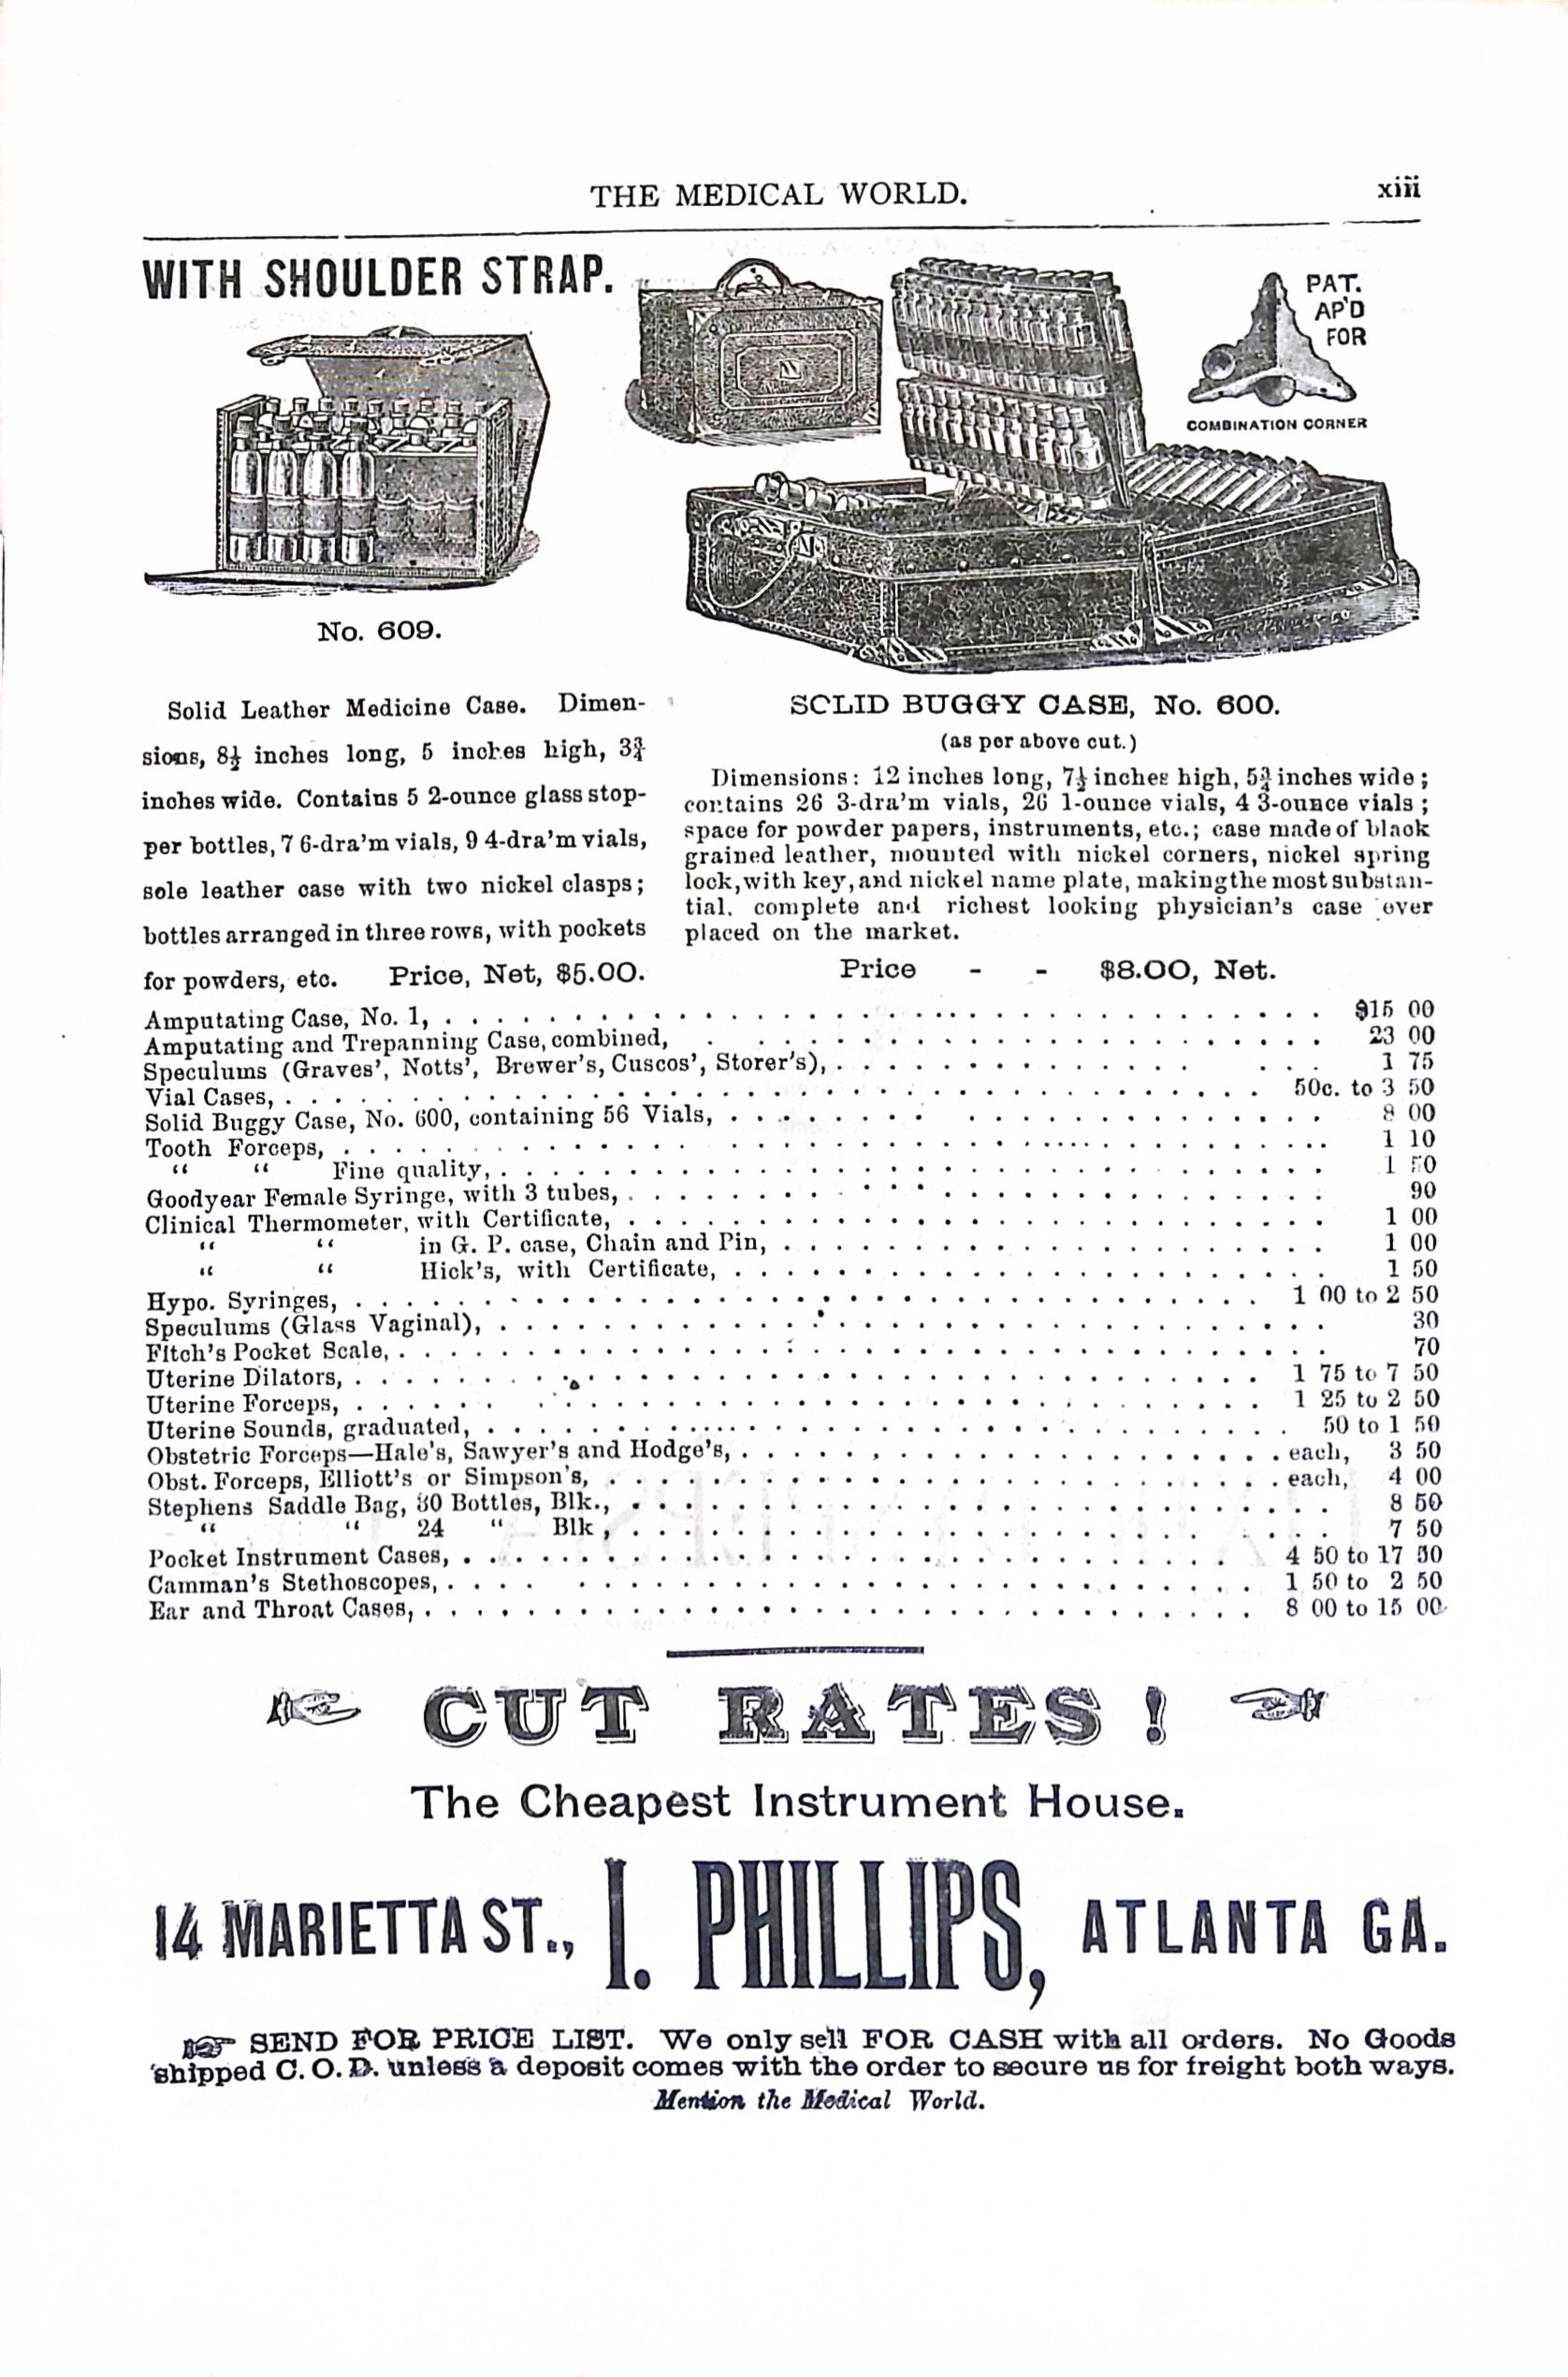 THE MEDICAL WORLD. xiii
WITH SHOULDER STRAP.
PAT.
AP'D
FOR
COMBINATION CORNER
No. 609.
Solid Leather Medicine Case. Dimen-
sions, 8½ inches long, 5 inches high, 3¾
inches wide. Contains 5 2-ounce glass stop-
per bottles, 7 6-dra'm vials, 9 4-dra'm vials,
sole leather case with two nickel clasps;
bottles arranged in three rows, with pockets
for powders, etc. Price, Net, $5.00.
SOLID BUGGY CASE, No. 600.
(as per above cut.)
Dimensions: 12 inches long, 7½ inches high, 5¾ inches wide;
contains 26 3-dra'm vials, 26 1-ounce vials, 4 3-ounce vials;
space for powder papers, instruments, etc.; case made of black
grained leather, mounted with nickel corners, nickel spring
lock, with key, and nickel name plate, making the most substan-
tial, complete and richest looking physician's case ever
placed on the market.
Price - - $8.00, Net.
Amputating Case, No. 1, $15 00
Amputating and Trepanning Case, combined, 23 00
Speculums (Graves', Notts', Brewer's, Cuscos', Storer's), 1 75
Vial Cases, 50c. to 3 50
Solid Buggy Case, No. 600, containing 56 Vials, 8 00
Tooth Forceps, 1 10
" " Fine quality, 1 50
Goodyear Female Syringe, with 3 tubes, 90
Clinical Thermometer, with Certificate, 1 00
" " in G. P. case, Chain and Pin, 1 00
" " Hick's, with Certificate, 1 50
Hypo. Syringes, 1 00 to 2 50
Speculums (Glass Vaginal), 30
Fitch's Pocket Scale, 70
Uterine Dilators, 1 75 to 7 50
Uterine Forceps, 1 25 to 2 50
Uterine Sounds, graduated, 50 to 1 50
Obstetric Forceps—Hale's, Sawyer's and Hodge's, each, 3 50
Obst. Forceps, Elliott's or Simpson's, each, 4 00
Stephens Saddle Bag, 30 Bottles, Blk., 8 50
" " 24 " Blk, 7 50
Pocket Instrument Cases, 4 50 to 17 50
Camman's Stethoscopes, 1 50 to 2 50
Ear and Throat Cases, 8 00 to 15 00
CUT RATES!
The Cheapest Instrument House.
14 MARIETTA ST., I. PHILLIPS, ATLANTA GA.
SEND FOR PRICE LIST. We only sell FOR CASH with all orders. No Goods
shipped C. O. D. unless a deposit comes with the order to secure us for freight both ways.
Mention the Medical World.